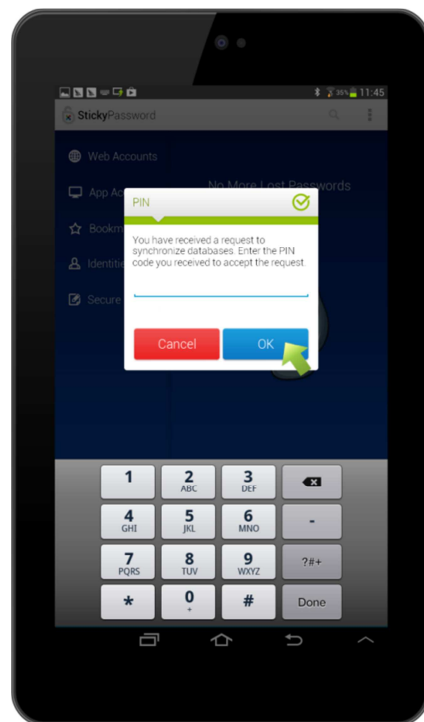 35% 11:45
StickyPassword
Web Accounts
No More Lost Passwords
App Ac
PIN
Bookm
You have received a request to
synchronize databases. Enter the PIN
code you received to accept the request.
Identitie
Secure
Cancel
OK
1
2
ABC
3
DEF
4
GHI
5
JKL
6
MNO
-
7
PQRS
8
TUV
9
WXYZ
?#+
*
0
+
#
Done